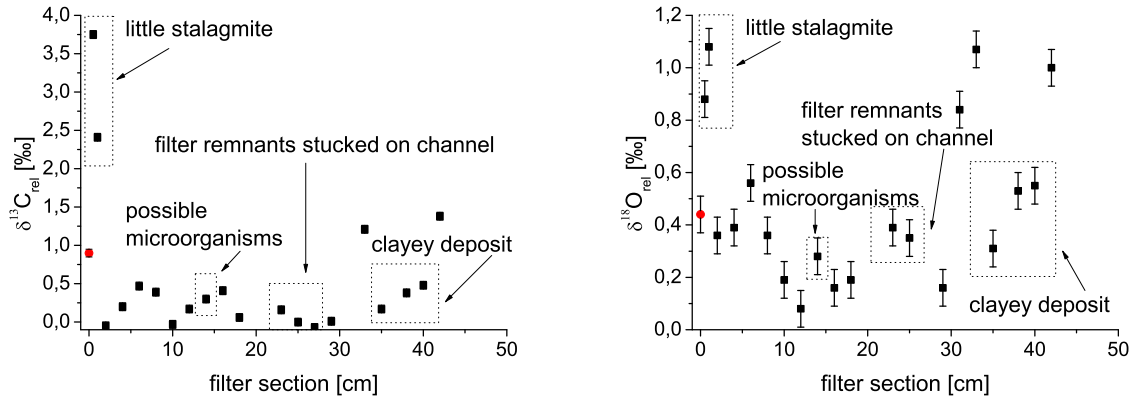 4,0
3,5
3,0
2,5
2,0
1,5
1,0
0,5
0,0
δ¹³C_rel [‰]
little stalagmite
filter remnants stucked on channel
possible
microorganisms
clayey deposit
0 10 20 30 40 50
filter section [cm]
1,2
1,0
0,8
0,6
0,4
0,2
0,0
δ¹⁸O_rel [‰]
little stalagmite
filter remnants
stucked on channel
possible
microorganisms
clayey deposit
0 10 20 30 40 50
filter section [cm]